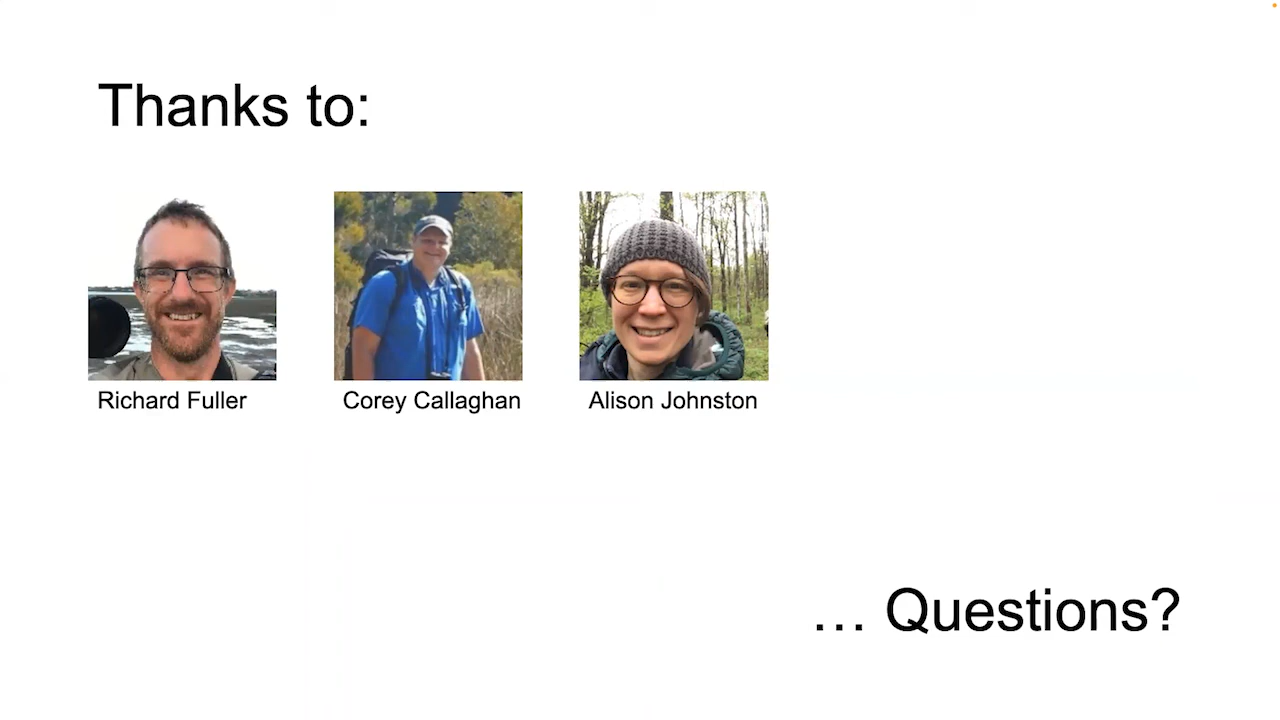 Thanks to:
Richard Fuller
Corey Callaghan
Alison Johnston
… Questions?